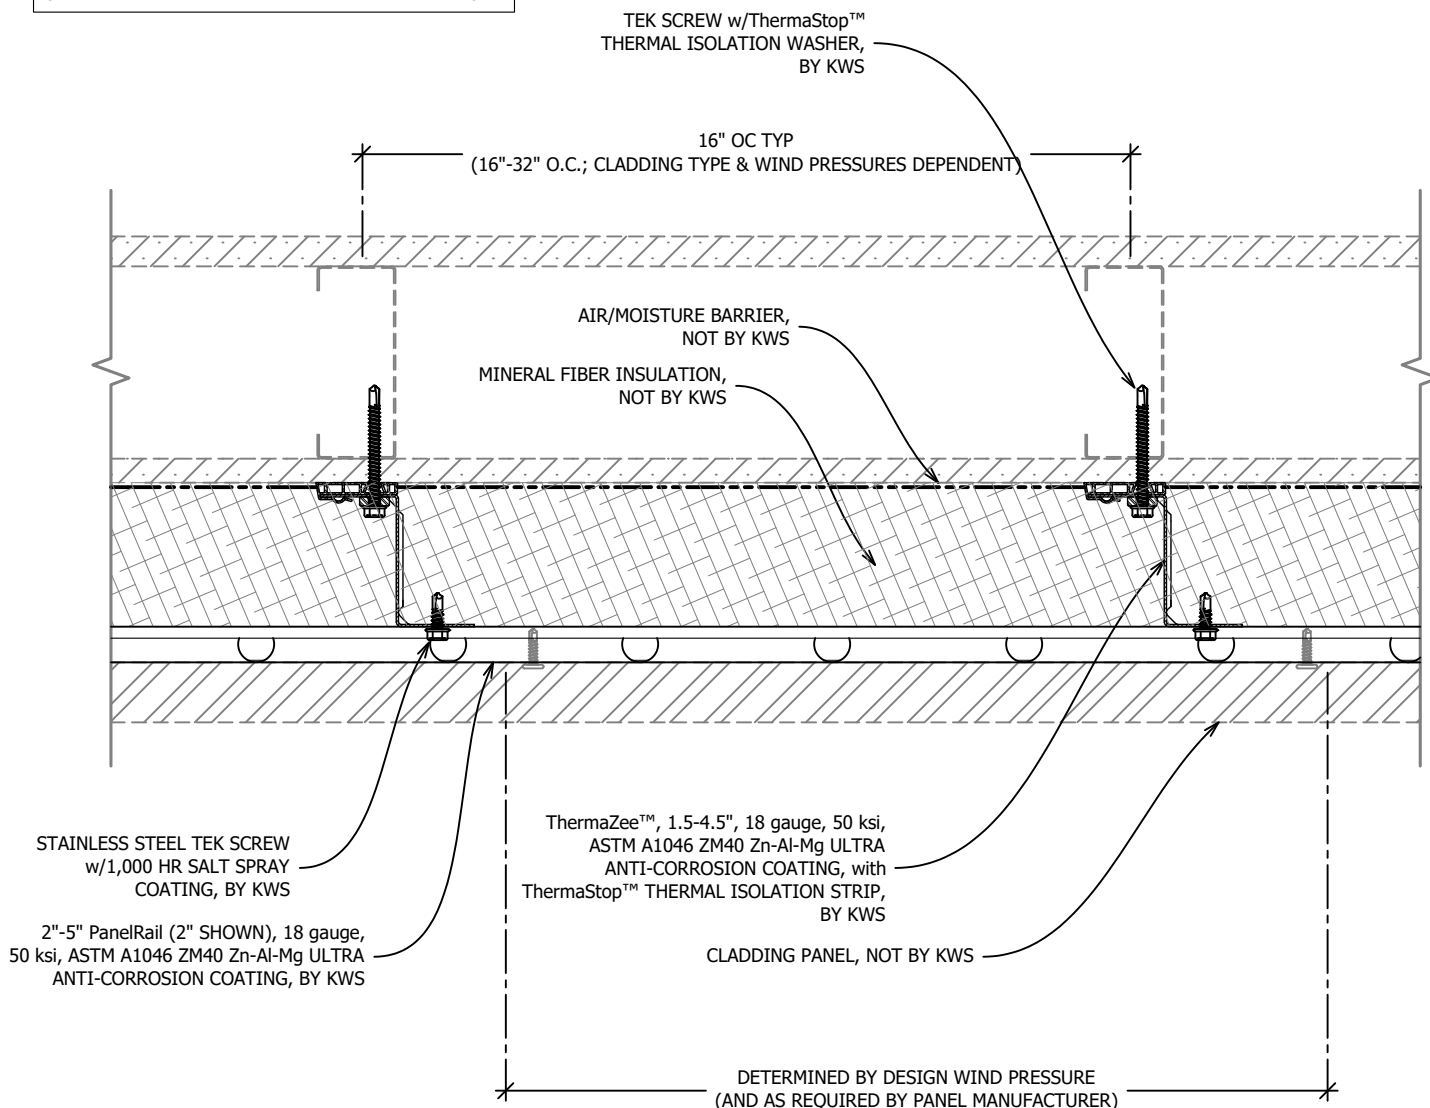 TEK SCREW w/ThermaStop™
THERMAL ISOLATION WASHER,
BY KWS
16" OC TYP
(16"-32" O.C.; CLADDING TYPE & WIND PRESSURES DEPENDENT)
AIR/MOISTURE BARRIER,
NOT BY KWS
MINERAL FIBER INSULATION,
NOT BY KWS
STAINLESS STEEL TEK SCREW
w/1,000 HR SALT SPRAY
COATING, BY KWS
2"-5" PanelRail (2" SHOWN), 18 gauge,
50 ksi, ASTM A1046 ZM40 Zn-Al-Mg ULTRA
ANTI-CORROSION COATING, BY KWS
ThermaZee™, 1.5-4.5", 18 gauge, 50 ksi,
ASTM A1046 ZM40 Zn-Al-Mg ULTRA
ANTI-CORROSION COATING, with
ThermaStop™ THERMAL ISOLATION STRIP,
BY KWS
CLADDING PANEL, NOT BY KWS
DETERMINED BY DESIGN WIND PRESSURE
(AND AS REQUIRED BY PANEL MANUFACTURER)